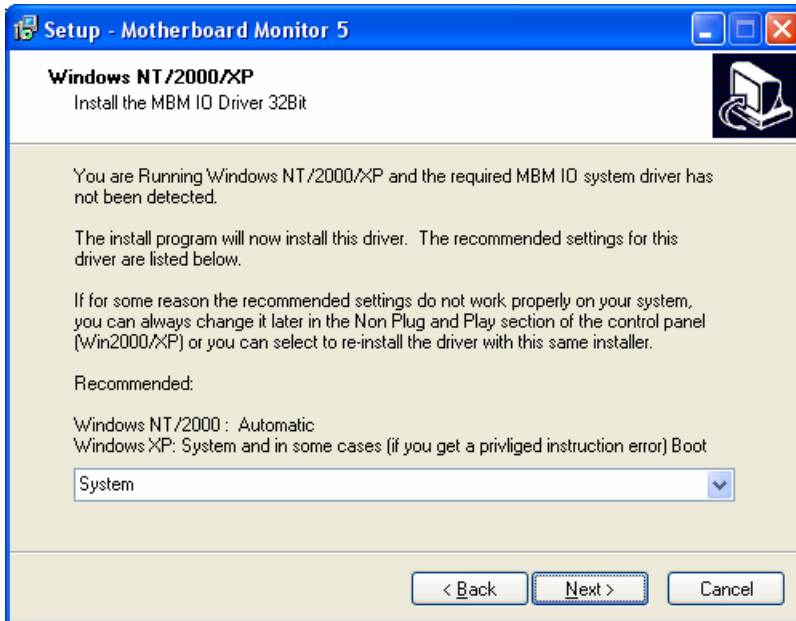 Setup - Motherboard Monitor 5
Windows NT/2000/XP
Install the MBM IO Driver 32Bit
You are Running Windows NT/2000/XP and the required MBM IO system driver has
not been detected.
The install program will now install this driver.  The recommended settings for this
driver are listed below.
If for some reason the recommended settings do not work properly on your system,
you can always change it later in the Non Plug and Play section of the control panel
(Win2000/XP) or you can select to re-install the driver with this same installer.
Recommended:
Windows NT/2000 :  Automatic
Windows XP: System and in some cases (if you get a privliged instruction error) Boot
System
< Back
Next >
Cancel